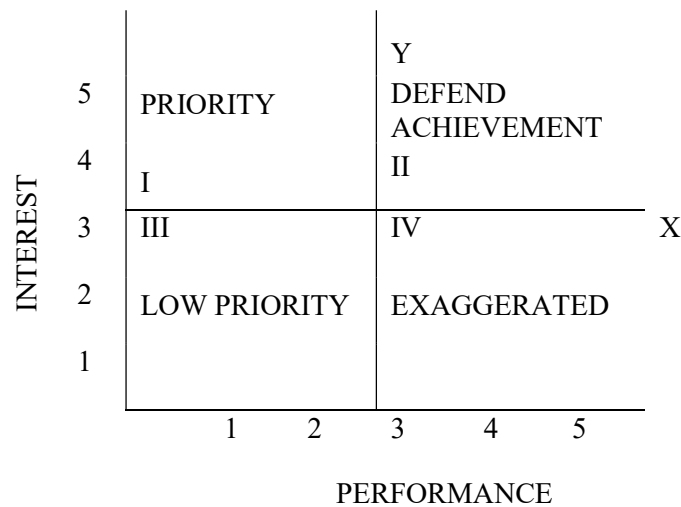 Y
5 PRIORITY DEFEND
ACHIEVEMENT
4 I II
INTEREST
3 III IV X
2 LOW PRIORITY EXAGGERATED
1
1 2 3 4 5
PERFORMANCE